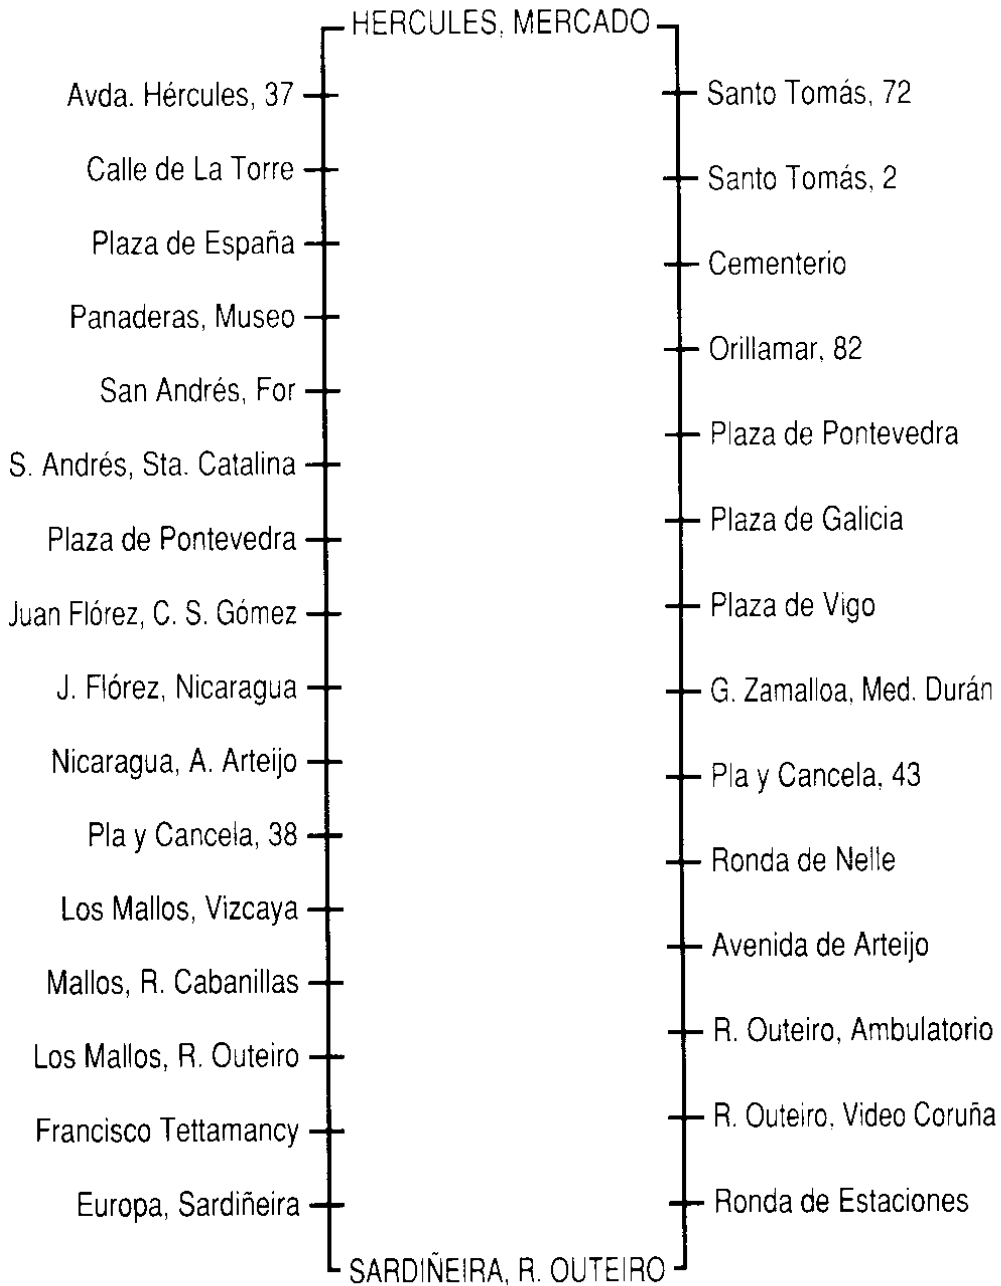 HERCULES, MERCADO
Avda. Hércules, 37
Calle de La Torre
Plaza de España
Panaderas, Museo
San Andrés, For
S. Andrés, Sta. Catalina
Plaza de Pontevedra
Juan Flórez, C. S. Gómez
J. Flórez, Nicaragua
Nicaragua, A. Arteijo
Pla y Cancela, 38
Los Mallos, Vizcaya
Mallos, R. Cabanillas
Los Mallos, R. Outeiro
Francisco Tettamancy
Europa, Sardiñeira
Santo Tomás, 72
Santo Tomás, 2
Cementerio
Orillamar, 82
Plaza de Pontevedra
Plaza de Galicia
Plaza de Vigo
G. Zamalloa, Med. Durán
Pla y Cancela, 43
Ronda de Nelle
Avenida de Arteijo
R. Outeiro, Ambulatorio
R. Outeiro, Video Coruña
Ronda de Estaciones
SARDIÑEIRA, R. OUTEIRO